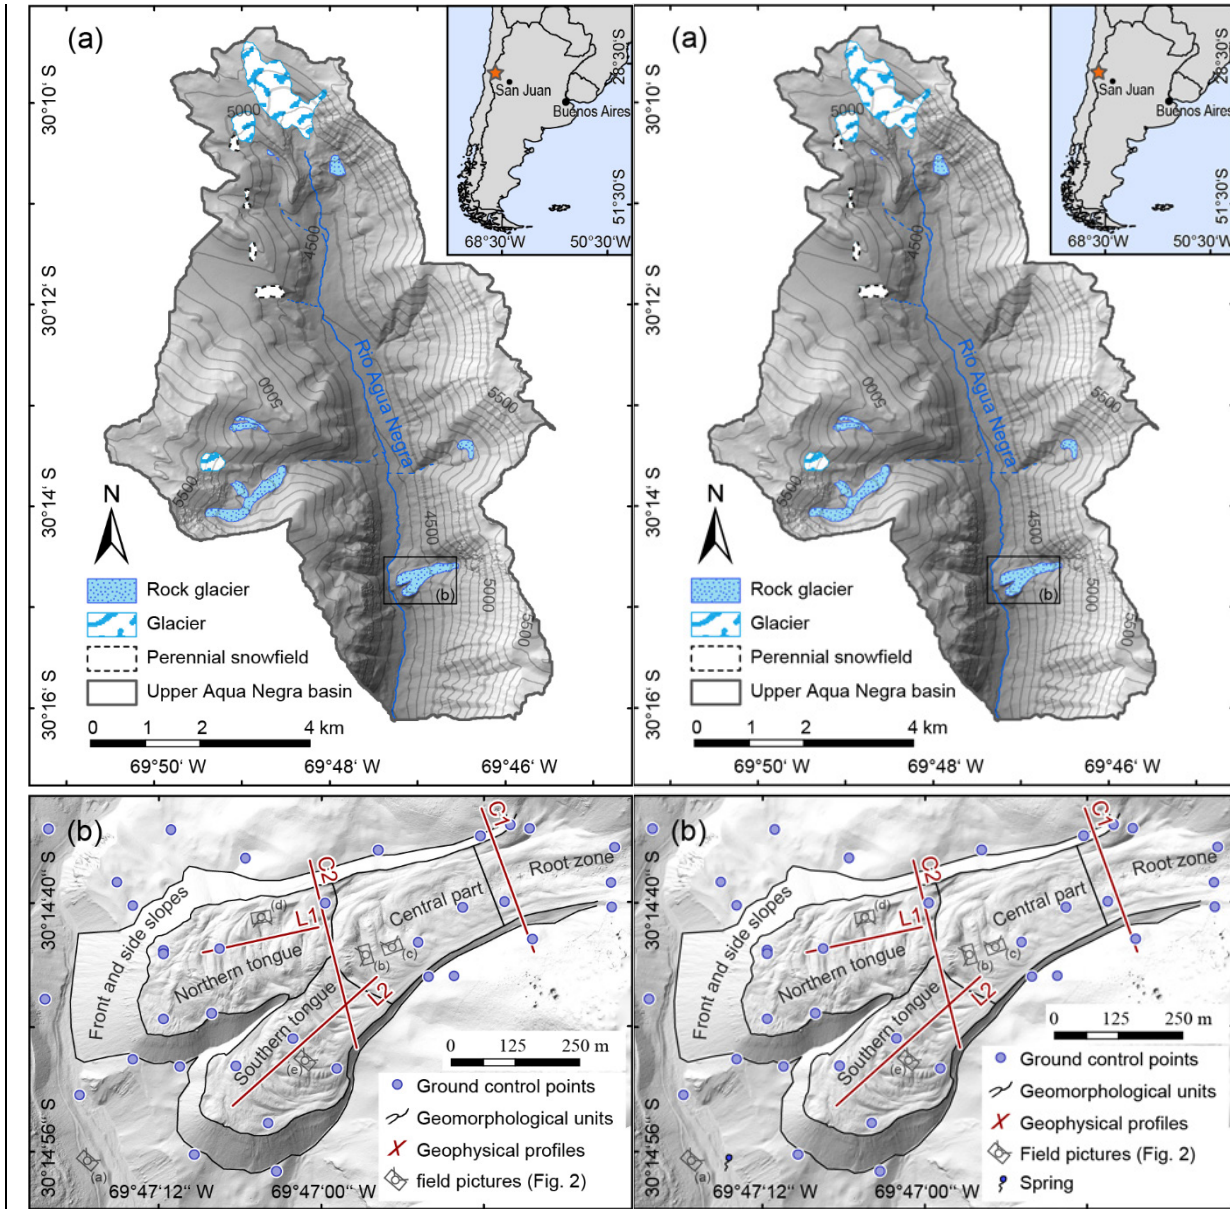 (a)
28°30'S
San Juan
Buenos Aires
51°30'S
68°30'W
50°30'W
30°10' S
5000
4500
30°12' S
Rio Agua Negra
5000
5500
5500
30°14' S
4500
(b)
5000
5500
N
Rock glacier
Glacier
Perennial snowfield
Upper Aqua Negra basin
30°16' S
0 1 2 4 km
69°50' W 69°48' W 69°46' W
(b)
C1
C2
Root zone
30°14'40" S
Front and side slopes
(d)
L1
Central part
(b)
(c)
Northern tongue
L2
Southern tongue
(e)
0 125 250 m
Ground control points
Geomorphological units
Geophysical profiles
field pictures (Fig. 2)
30°14'56" S
(a)
69°47'12" W 69°47'00" W
(a)
28°30'S
San Juan
Buenos Aires
51°30'S
68°30'W
50°30'W
30°10' S
5000
4500
30°12' S
Rio Agua Negra
5000
5500
5500
30°14' S
4500
(b)
5000
5500
N
Rock glacier
Glacier
Perennial snowfield
Upper Aqua Negra basin
30°16' S
0 1 2 4 km
69°50' W 69°48' W 69°46' W
(b)
C1
C2
Root zone
30°14'40" S
Front and side slopes
(d)
L1
Central part
(b)
(c)
Northern tongue
L2
Southern tongue
(e)
0 125 250 m
Ground control points
Geomorphological units
Geophysical profiles
Field pictures (Fig. 2)
Spring
30°14'56" S
(a)
69°47'12" W 69°47'00" W